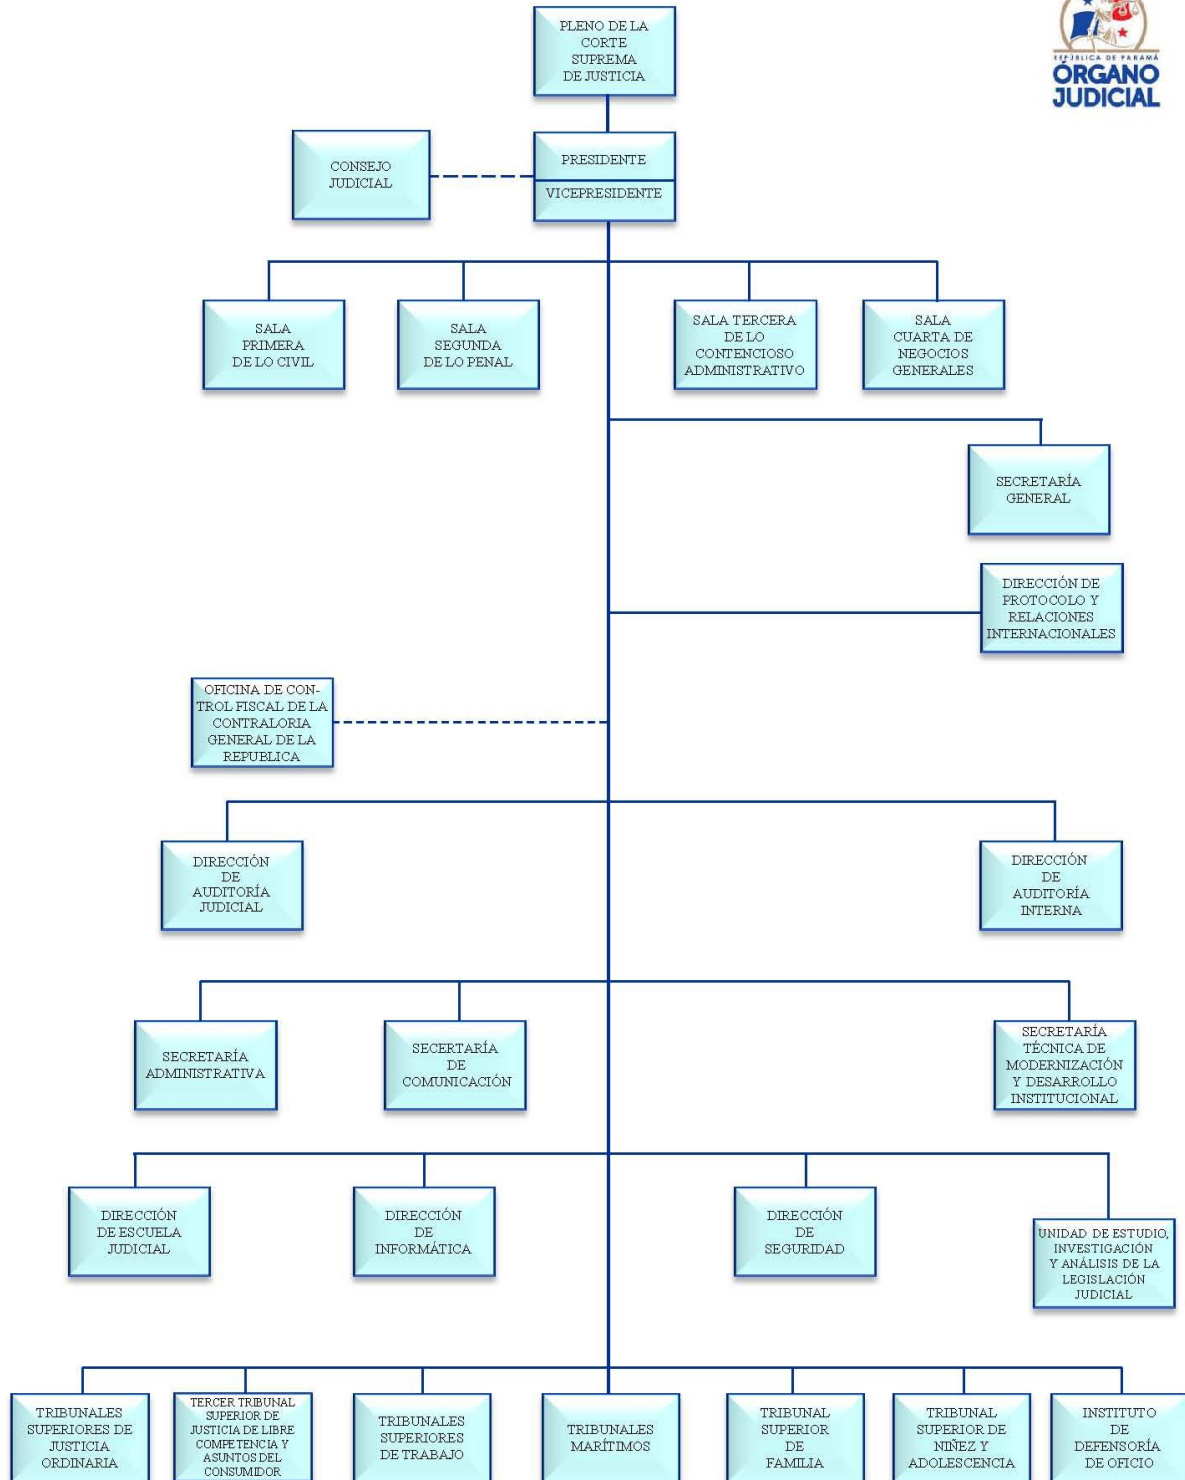 PLENO DE LA
CORTE
SUPREMA
DE JUSTICIA
REPÚBLICA DE PANAMÁ
ÓRGANO
JUDICIAL
CONSEJO
JUDICIAL
PRESIDENTE
VICEPRESIDENTE
SALA
PRIMERA
DE LO CIVIL
SALA
SEGUNDA
DE LO PENAL
SALA TERCERA
DE LO
CONTENCIOSO
ADMINISTRATIVO
SALA
CUARTA DE
NEGOCIOS
GENERALES
SECRETARÍA
GENERAL
DIRECCIÓN DE
PROTOCOLO Y
RELACIONES
INTERNACIONALES
OFICINA DE CON-
TROL FISCAL DE LA
CONTRALORIA
GENERAL DE LA
REPUBLICA
DIRECCIÓN
DE
AUDITORÍA
JUDICIAL
DIRECCIÓN
DE
AUDITORÍA
INTERNA
SECRETARÍA
ADMINISTRATIVA
SECERTARÍA
DE
COMUNICACIÓN
SECRETARÍA
TÉCNICA DE
MODERNIZACIÓN
Y DESARROLLO
INSTITUCIONAL
DIRECCIÓN
DE ESCUELA
JUDICIAL
DIRECCIÓN
DE
INFORMÁTICA
DIRECCIÓN
DE
SEGURIDAD
UNIDAD DE ESTUDIO,
INVESTIGACIÓN
Y ANÁLISIS DE LA
LEGISLACIÓN
JUDICIAL
TRIBUNALES
SUPERIORES DE
JUSTICIA
ORDINARIA
TERCER TRIBUNAL
SUPERIOR DE
JUSTICIA DE LIBRE
COMPETENCIA Y
ASUNTOS DEL
CONSUMIDOR
TRIBUNALES
SUPERIORES
DE TRABAJO
TRIBUNALES
MARÍTIMOS
TRIBUNAL
SUPERIOR
DE
FAMILIA
TRIBUNAL
SUPERIOR DE
NIÑEZ Y
ADOLESCENCIA
INSTITUTO
DE
DEFENSORÍA
DE OFICIO